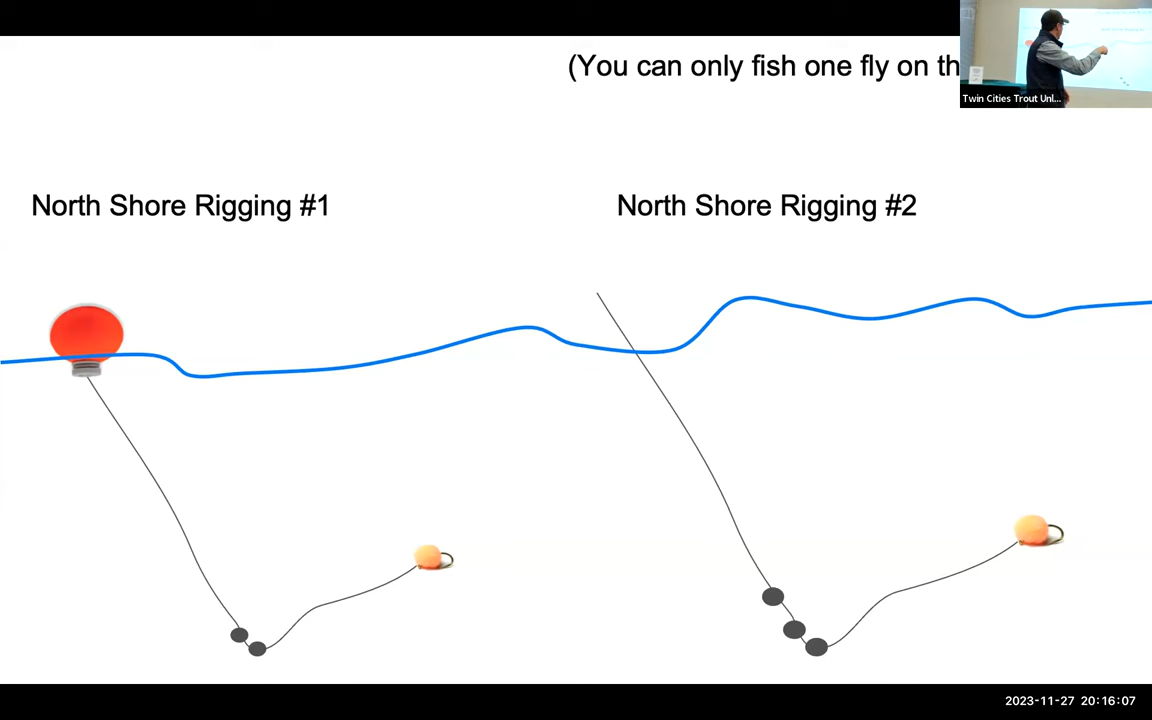 (You can only fish one fly on th
Twin Cities Trout Unl...
North Shore Rigging #1
North Shore Rigging #2
2023-11-27 20:16:07